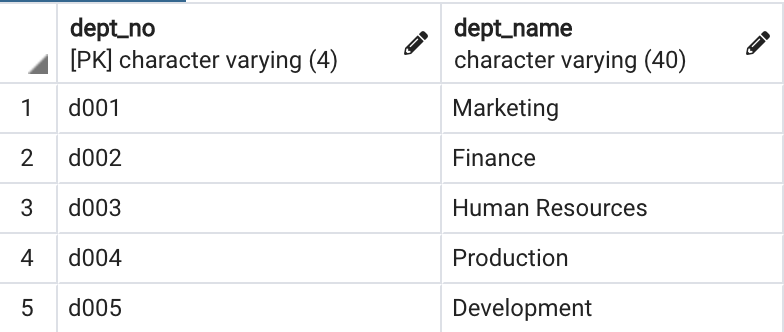 dept_no dept_name
[PK] character varying (4) character varying (40)
1 d001 Marketing
2 d002 Finance
3 d003 Human Resources
4 d004 Production
5 d005 Development